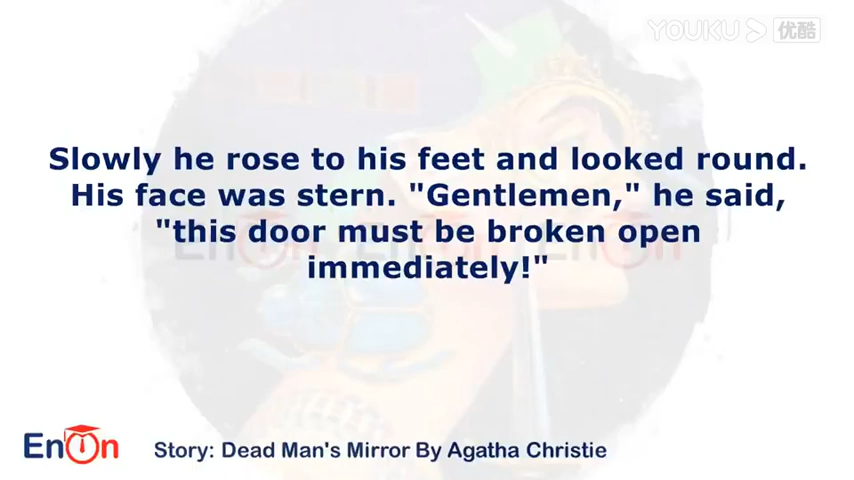 YOUKU 优酷
Slowly he rose to his feet and looked round.
His face was stern. "Gentlemen," he said,
"this door must be broken open
immediately!"
EnOn
Story: Dead Man's Mirror By Agatha Christie